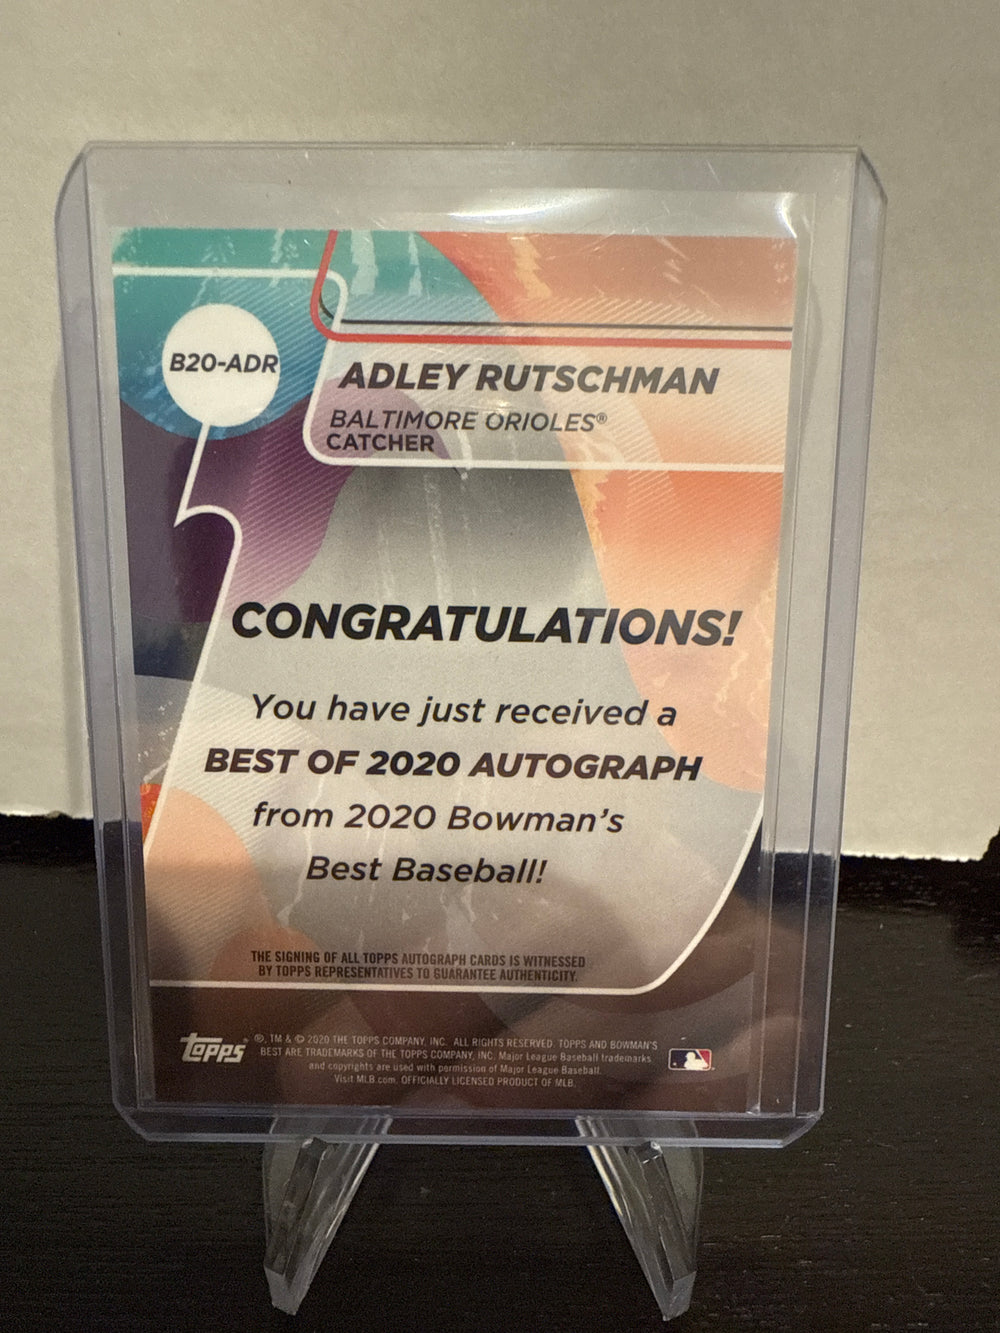 B20-ADR
ADLEY RUTSCHMAN
BALTIMORE ORIOLES®
CATCHER
CONGRATULATIONS!
You have just received a
BEST OF 2020 AUTOGRAPH
from 2020 Bowman's
Best Baseball!
THE SIGNING OF ALL TOPPS AUTOGRAPH CARDS IS WITNESSED
BY TOPPS REPRESENTATIVES TO GUARANTEE AUTHENTICITY.
Topps
®, TM & © 2020 THE TOPPS COMPANY, INC. ALL RIGHTS RESERVED. TOPPS AND BOWMAN'S
BEST ARE TRADEMARKS OF THE TOPPS COMPANY, INC. Major League Baseball trademarks
and copyrights are used with permission of Major League Baseball.
Visit MLB.com. OFFICIALLY LICENSED PRODUCT OF MLB.